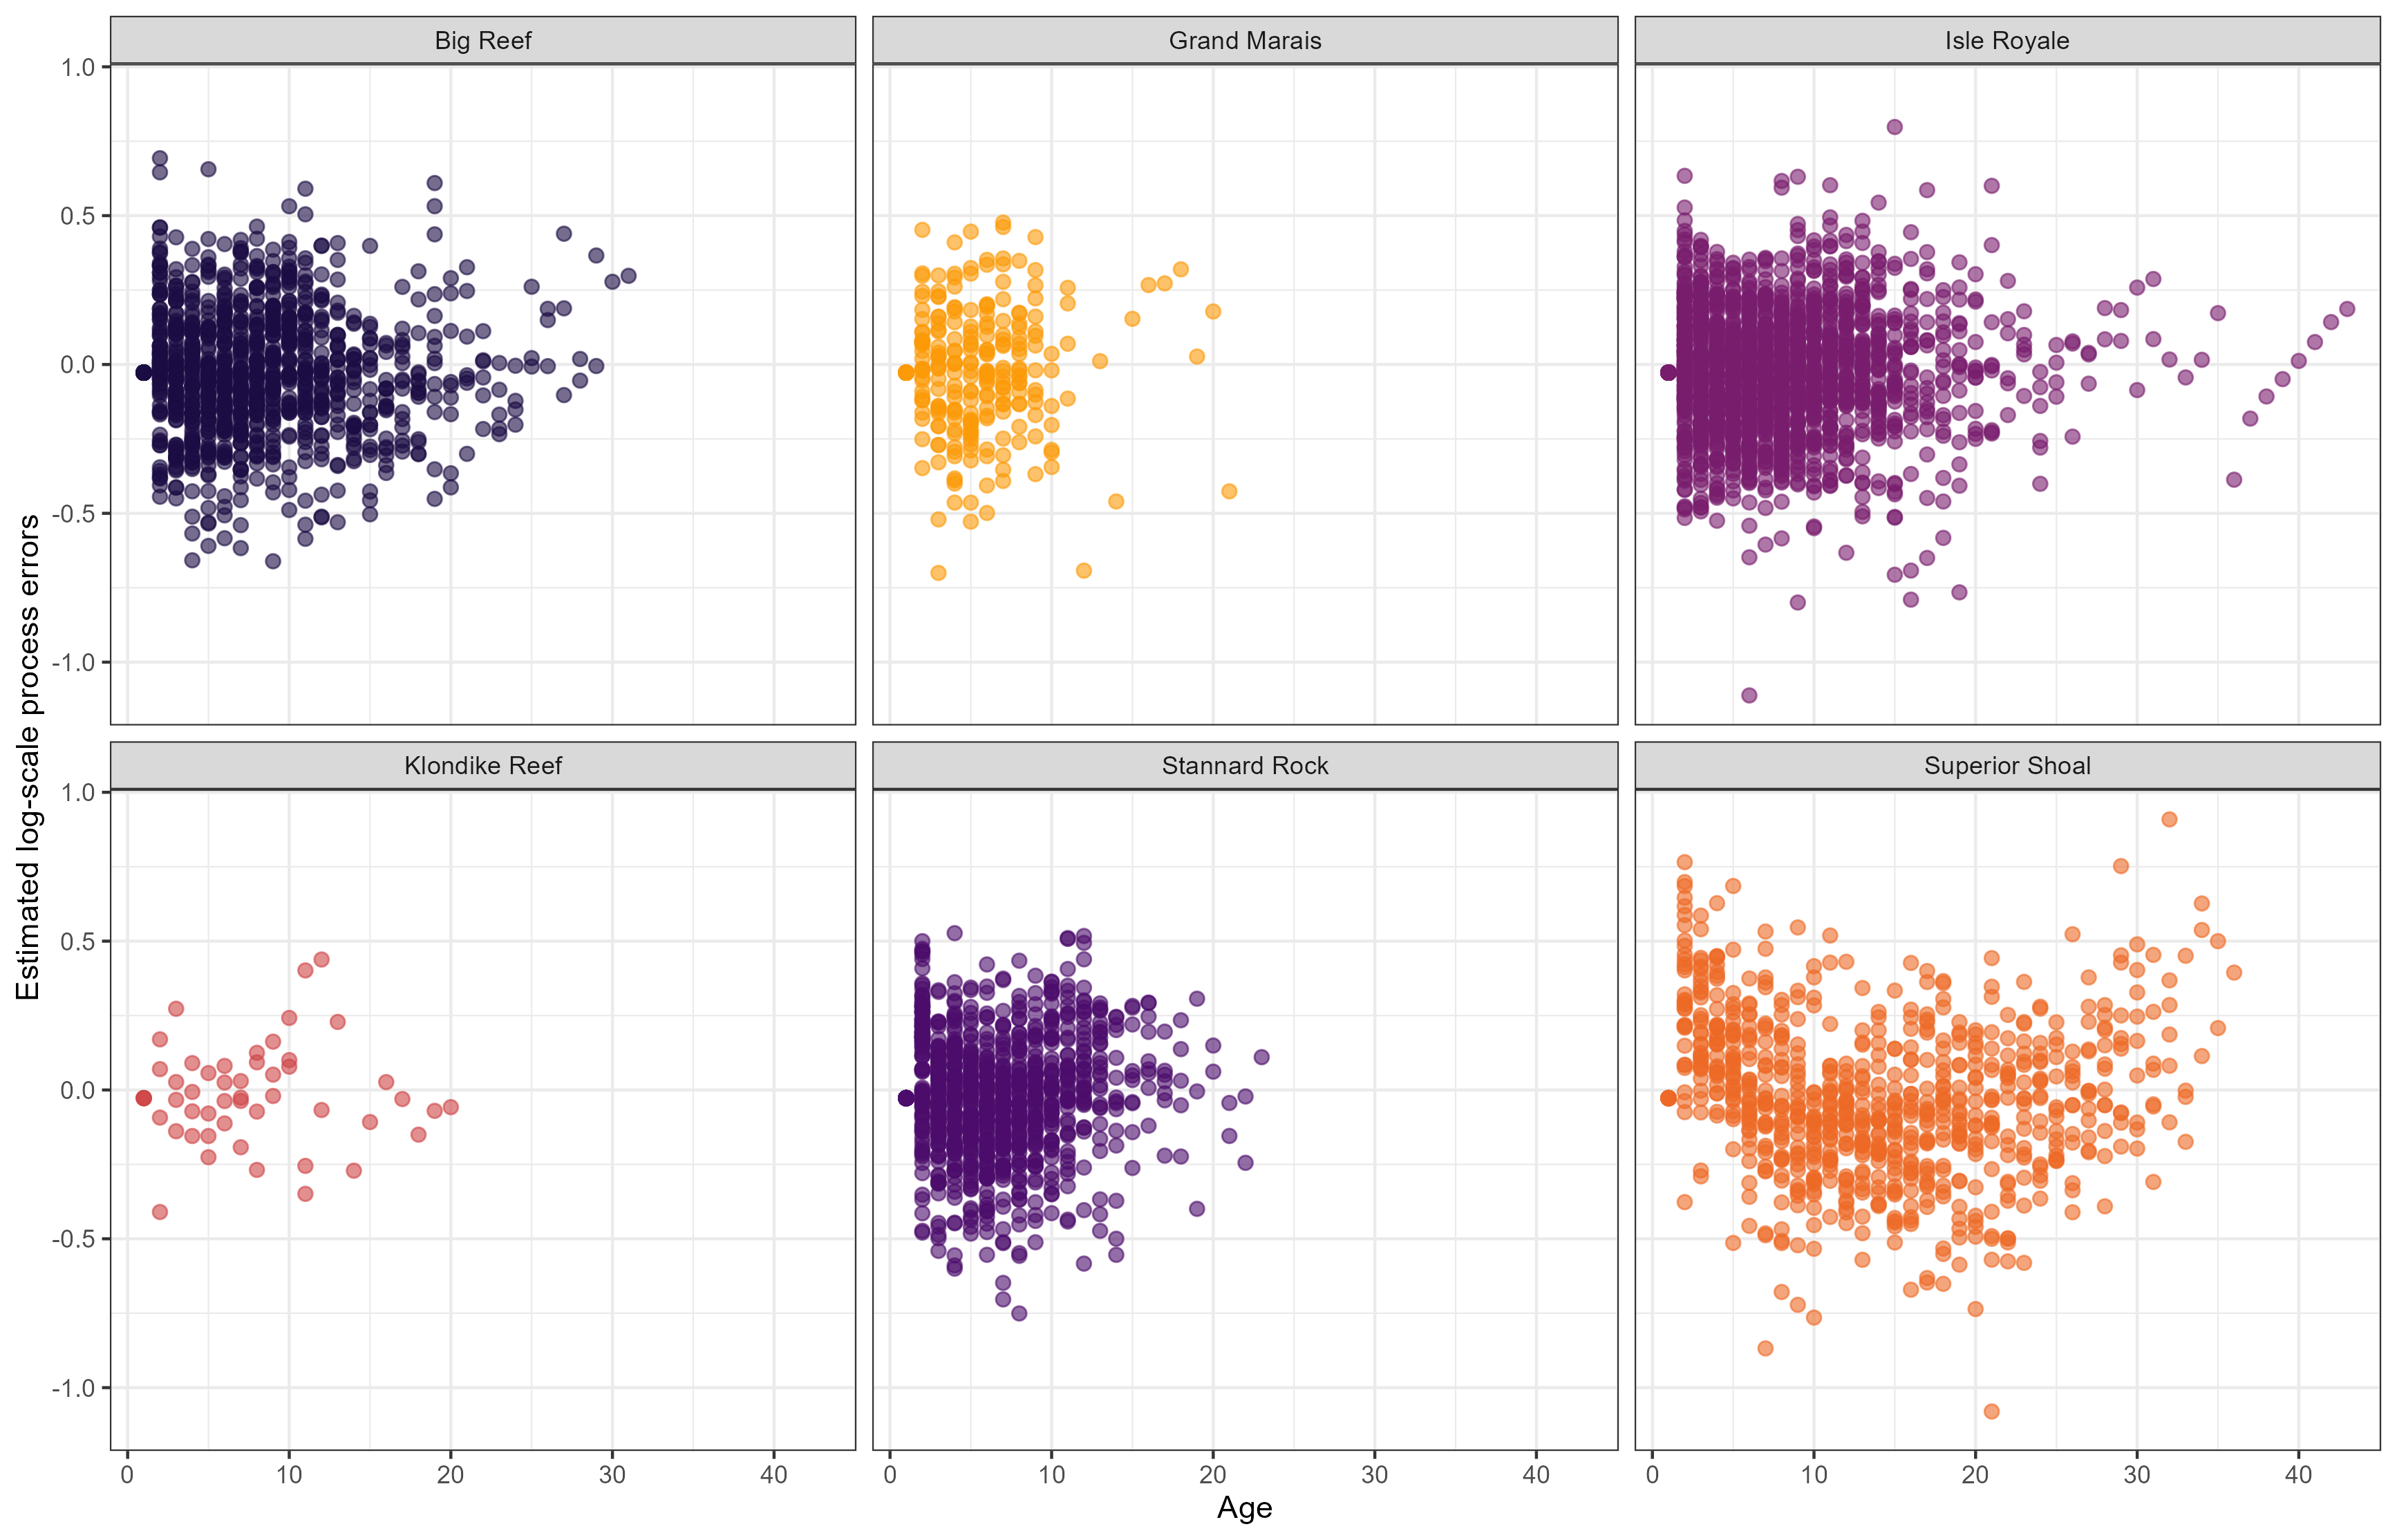 Big Reef
Grand Marais
Isle Royale
1.0
0.5
0.0
-0.5
-1.0
Klondike Reef
Stannard Rock
Superior Shoal
1.0
0.5
0.0
-0.5
-1.0
Estimated log-scale process errors
0 10 20 30 40
0 10 20 30 40
0 10 20 30 40
Age